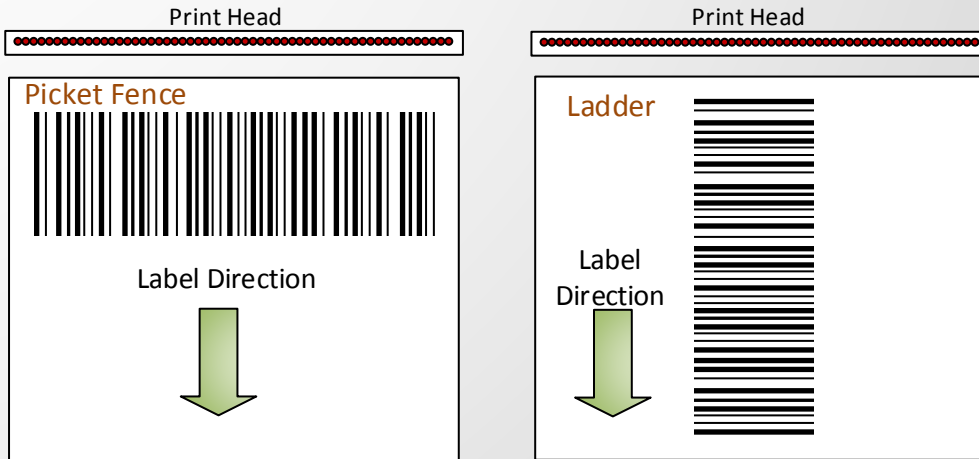 Print Head
Picket Fence
Label Direction
Print Head
Ladder
Label
Direction